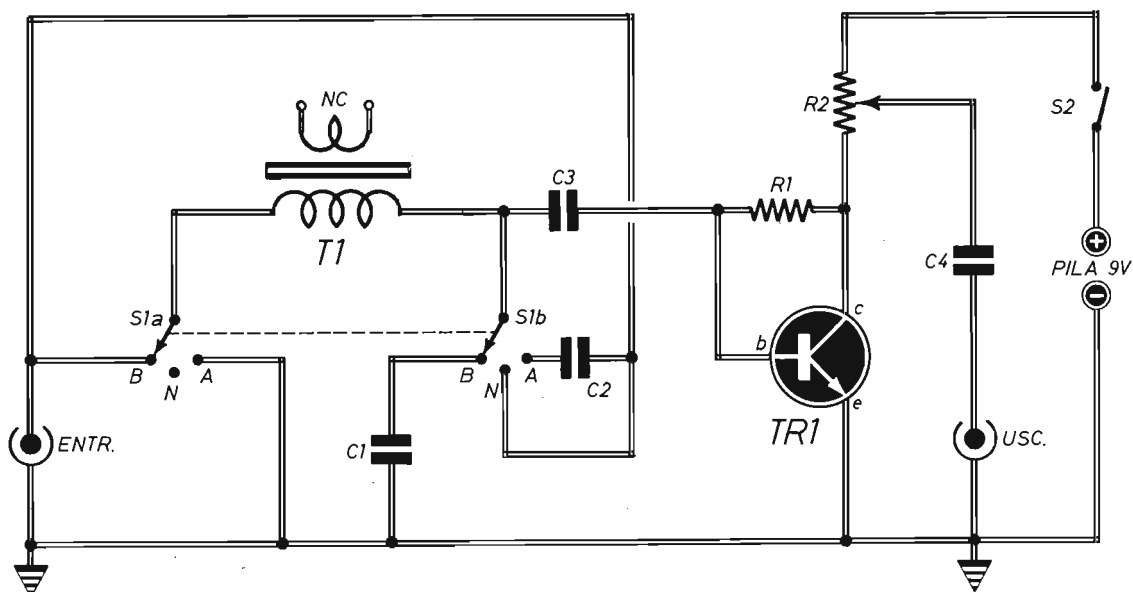 NC
R2
S2
C3
R1
T1
C4
PILA 9V
S1a
S1b
c
b
B
N
A
B
N
A
C2
e
TR1
ENTR.
C1
USC.